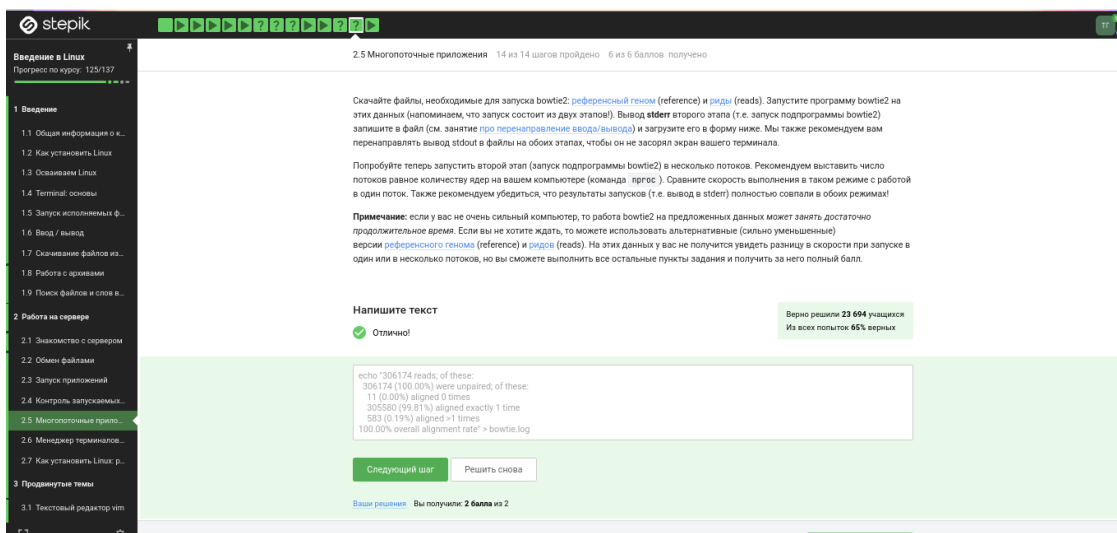 stepik
ТГ
Введение в Linux
Прогресс по курсу: 125/137
1 Введение
1.1 Общая информация о к...
1.2 Как установить Linux
1.3 Осваиваем Linux
1.4 Terminal: основы
1.5 Запуск исполняемых ф...
1.6 Ввод / вывод
1.7 Скачивание файлов из...
1.8 Работа с архивами
1.9 Поиск файлов и слов в...
2 Работа на сервере
2.1 Знакомство с сервером
2.2 Обмен файлами
2.3 Запуск приложений
2.4 Контроль запускаемых...
2.5 Многопоточные прило...
2.6 Менеджер терминалов...
2.7 Как установить Linux: р...
3 Продвинутые темы
3.1 Текстовый редактор vim
2.5 Многопоточные приложения 14 из 14 шагов пройдено 6 из 6 баллов получено
Скачайте файлы, необходимые для запуска bowtie2: референсный геном (reference) и риды (reads). Запустите программу bowtie2 на
этих данных (напоминаем, что запуск состоит из двух этапов!). Вывод stderr второго этапа (т.е. запуск подпрограммы bowtie2)
запишите в файл (см. занятие про перенаправление ввода/вывода) и загрузите его в форму ниже. Мы также рекомендуем вам
перенаправлять вывод stdout в файлы на обоих этапах, чтобы он не засорял экран вашего терминала.
Попробуйте теперь запустить второй этап (запуск подпрограммы bowtie2) в несколько потоков. Рекомендуем выставить число
потоков равное количеству ядер на вашем компьютере (команда nproc ). Сравните скорость выполнения в таком режиме с работой
в один поток. Также рекомендуем убедиться, что результаты запусков (т.е. вывод в stderr) полностью совпали в обоих режимах!
Примечание: если у вас не очень сильный компьютер, то работа bowtie2 на предложенных данных может занять достаточно
продолжительное время. Если вы не хотите ждать, то можете использовать альтернативные (сильно уменьшенные)
версии референсного генома (reference) и ридов (reads). На этих данных у вас не получится увидеть разницу в скорости при запуске в
один или в несколько потоков, но вы сможете выполнить все остальные пункты задания и получить за него полный балл.
Напишите текст
Отлично!
Верно решили 23 694 учащихся
Из всех попыток 65% верных
echo "306174 reads; of these:
306174 (100.00%) were unpaired; of these:
11 (0.00%) aligned 0 times
305580 (99.81%) aligned exactly 1 time
583 (0.19%) aligned >1 times
100.00% overall alignment rate" > bowtie.log
Следующий шаг
Решить снова
Ваши решения Вы получили: 2 балла из 2